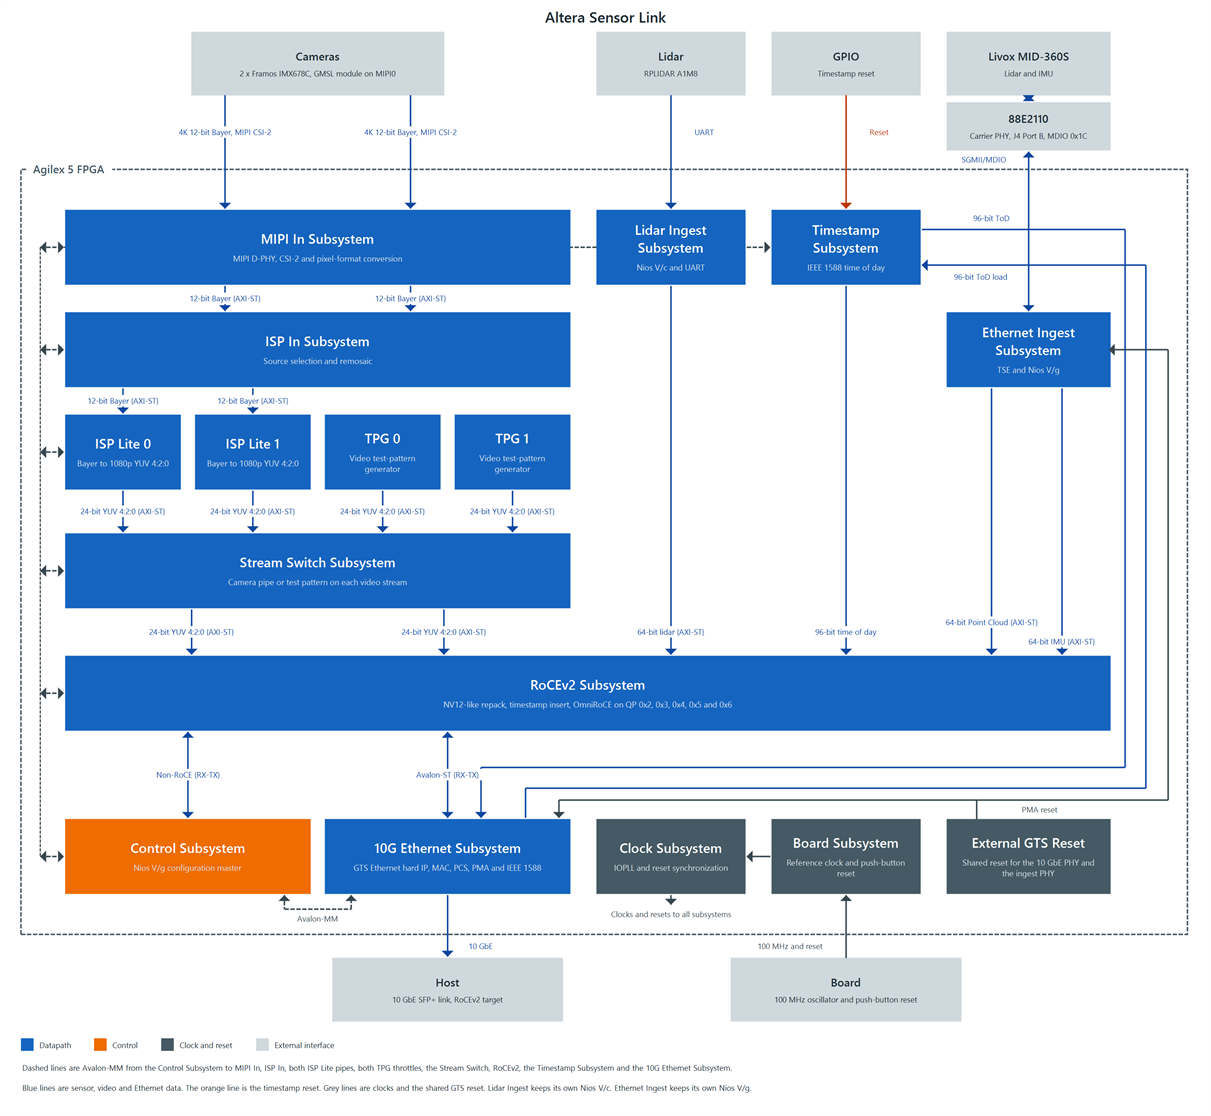 Altera Sensor Link
Cameras
2 x Framos IMX678C, GMSL module on MIPI0
Lidar
RPLIDAR A1M8
GPIO
Timestamp reset
Livox MID-360S
Lidar and IMU
88E2110
Carrier PHY, J4 Port B, MDIO 0x1C
4K 12-bit Bayer, MIPI CSI-2
4K 12-bit Bayer, MIPI CSI-2
UART
Reset
SGMII/MDIO
Agilex 5 FPGA
MIPI In Subsystem
MIPI D-PHY, CSI-2 and pixel-format conversion
Lidar Ingest
Subsystem
Nios V/c and UART
Timestamp
Subsystem
IEEE 1588 time of day
96-bit ToD
96-bit ToD load
12-bit Bayer (AXI-ST)
12-bit Bayer (AXI-ST)
ISP In Subsystem
Source selection and remosaic
Ethernet Ingest
Subsystem
TSE and Nios V/g
12-bit Bayer (AXI-ST)
12-bit Bayer (AXI-ST)
ISP Lite 0
Bayer to 1080p YUV 4:2:0
ISP Lite 1
Bayer to 1080p YUV 4:2:0
TPG 0
Video test-pattern
generator
TPG 1
Video test-pattern
generator
24-bit YUV 4:2:0 (AXI-ST)
24-bit YUV 4:2:0 (AXI-ST)
24-bit YUV 4:2:0 (AXI-ST)
24-bit YUV 4:2:0 (AXI-ST)
Stream Switch Subsystem
Camera pipe or test pattern on each video stream
24-bit YUV 4:2:0 (AXI-ST)
24-bit YUV 4:2:0 (AXI-ST)
64-bit lidar (AXI-ST)
96-bit time of day
64-bit Point Cloud (AXI-ST)
64-bit IMU (AXI-ST)
RoCEv2 Subsystem
NV12-like repack, timestamp insert, OmniRoCE on QP 0x2, 0x3, 0x4, 0x5 and 0x6
Non-RoCE (RX-TX)
Avalon-ST (RX-TX)
PMA reset
Control Subsystem
Nios V/g configuration master
10G Ethernet Subsystem
GTS Ethernet hard IP, MAC, PCS, PMA and IEEE 1588
Clock Subsystem
IOPLL and reset synchronization
Board Subsystem
Reference clock and push-button
reset
External GTS Reset
Shared reset for the 10 GbE PHY and
the ingest PHY
Avalon-MM
Clocks and resets to all subsystems
10 GbE
100 MHz and reset
Host
10 GbE SFP+ link, RoCEv2 target
Board
100 MHz oscillator and push-button reset
Datapath
Control
Clock and reset
External interface
Dashed lines are Avalon-MM from the Control Subsystem to MIPI In, ISP In, both ISP Lite pipes, both TPG throttles, the Stream Switch, RoCEv2, the Timestamp Subsystem and the 10G Ethernet Subsystem.
Blue lines are sensor, video and Ethernet data. The orange line is the timestamp reset. Grey lines are clocks and the shared GTS reset. Lidar Ingest keeps its own Nios V/c. Ethernet Ingest keeps its own Nios V/g.